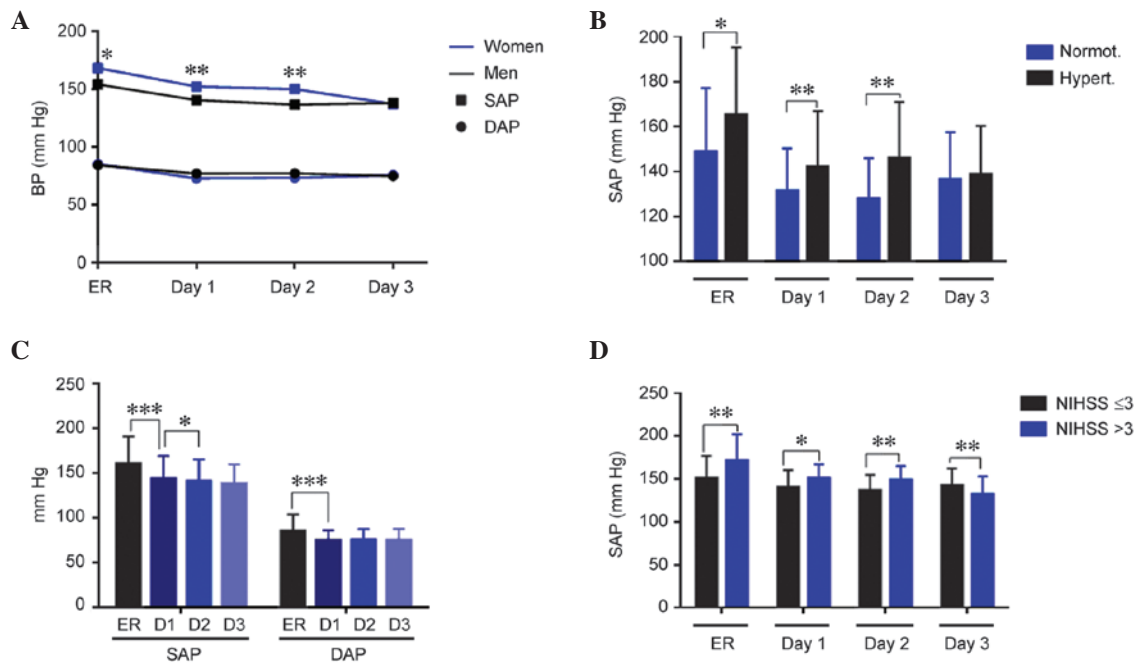 A
200
150
100
50
0
BP (mm Hg)
*
**
**
ER
Day 1
Day 2
Day 3
Women
Men
SAP
DAP
B
200
180
160
140
120
100
SAP (mm Hg)
*
**
**
ER
Day 1
Day 2
Day 3
Normot.
Hypert.
C
250
200
150
100
50
0
mm Hg
***
*
***
ER D1 D2 D3 ER D1 D2 D3
SAP DAP
D
250
200
150
100
50
0
SAP (mm Hg)
**
*
**
**
ER
Day 1
Day 2
Day 3
NIHSS ≤3
NIHSS >3